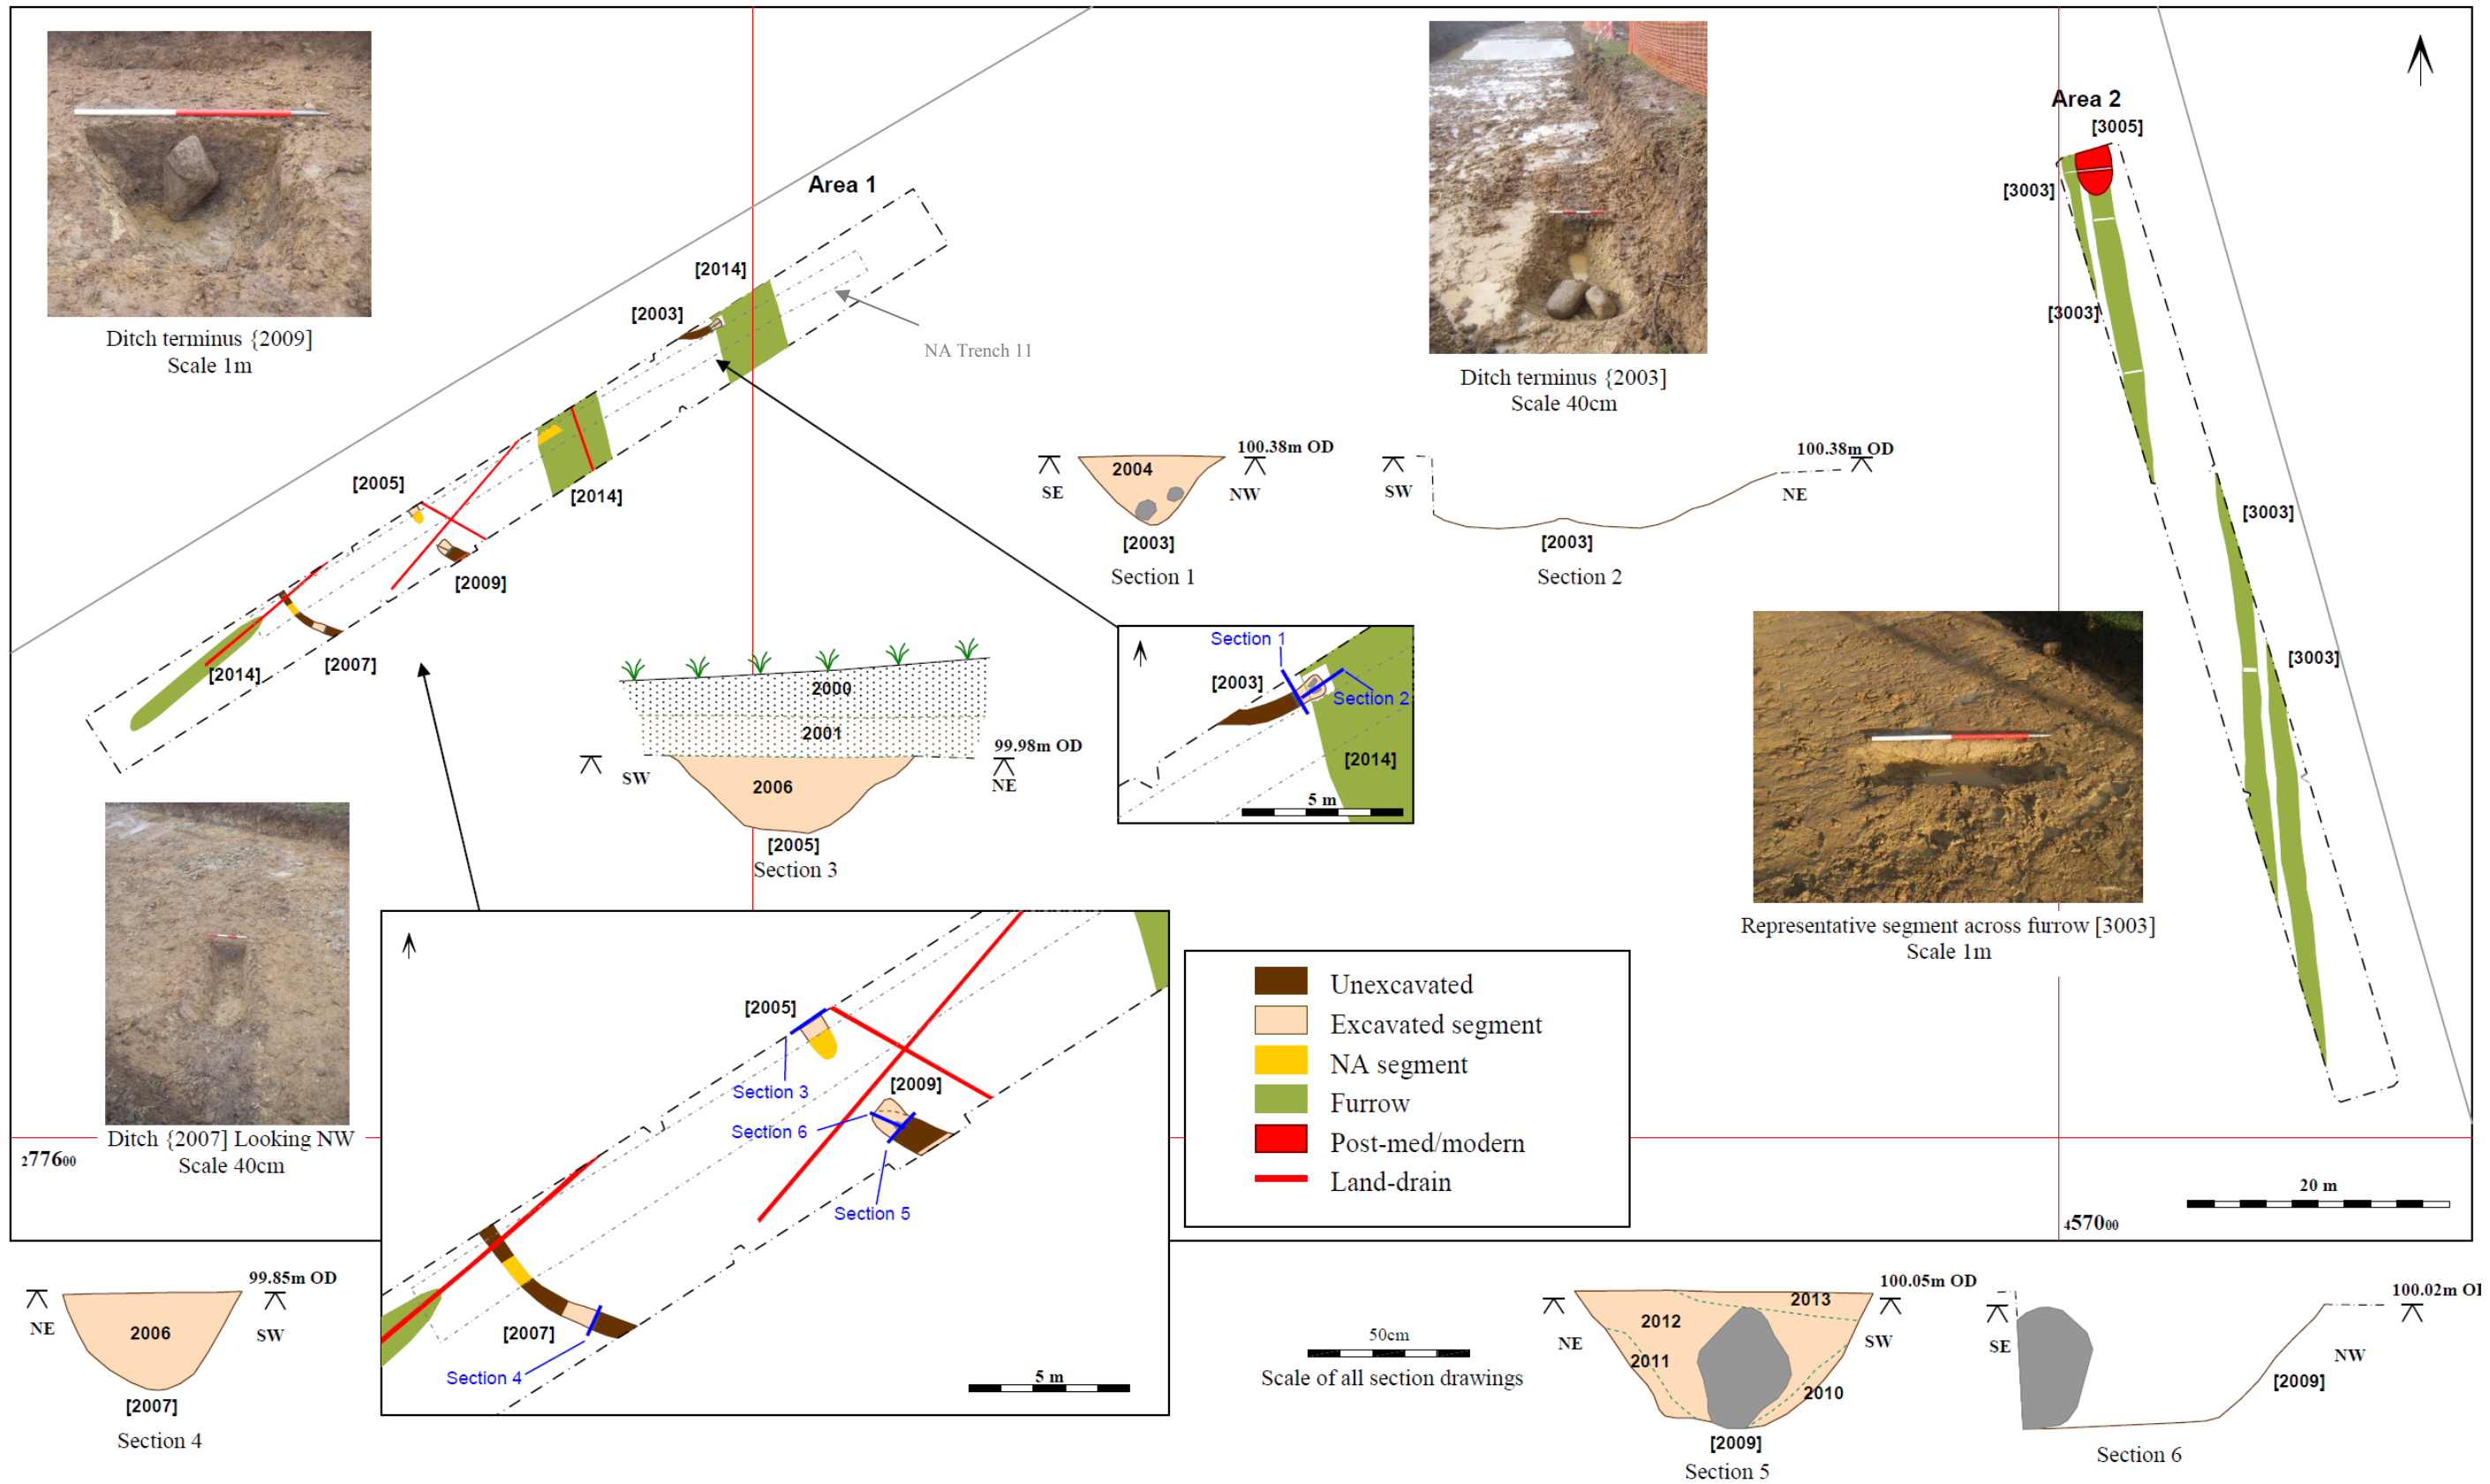 Area 1
[2014]
[2003]
NA Trench 11
[2005]
[2014]
[2009]
[2007]
[2014]
Ditch terminus {2009]
Scale 1m
Ditch terminus {2003]
Scale 40cm
Area 2
[3005]
[3003]
[3003]
[3003]
[3003]
100.38m OD
2004
SE
NW
[2003]
Section 1
100.38m OD
SW
NE
[2003]
Section 2
2000
2001
99.98m OD
SW
NE
2006
[2005]
Section 3
Section 1
[2003]
Section 2
[2014]
5 m
Representative segment across furrow [3003]
Scale 1m
Ditch {2007] Looking NW
Scale 40cm
277600
[2005]
Section 3
[2009]
Section 6
Section 5
[2007]
Section 4
5 m
Unexcavated
Excavated segment
NA segment
Furrow
Post-med/modern
Land-drain
20 m
457000
99.85m OD
NE
SW
2006
[2007]
Section 4
50cm
Scale of all section drawings
100.05m OD
2013
2012
NE
SW
2011
2010
[2009]
Section 5
100.02m O
SE
NW
[2009]
Section 6